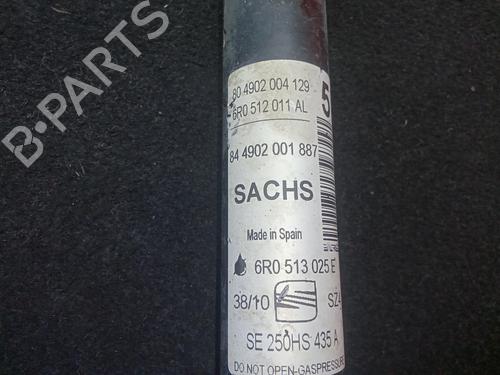 B-PARTS
80 4902 004 129
6R0 512 011 AL
84 4902 001 887
SACHS
Made in Spain
6R0 513 025 E
38/10
SE 250HS 435 A
DO NOT OPEN-GASPRESSURE
5